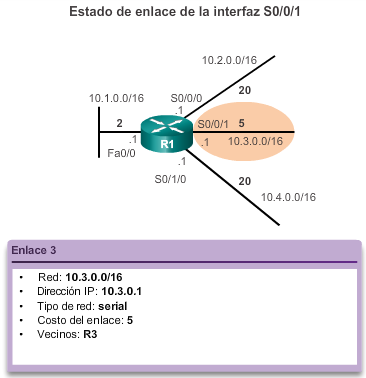 Estado de enlace de la interfaz S0/0/1
10.2.0.0/16
20
10.1.0.0/16
S0/0/0
.1
2
S0/0/1
5
.1
R1
.1
10.3.0.0/16
Fa0/0
.1
S0/1/0
20
10.4.0.0/16
Enlace 3
• Red: 10.3.0.0/16
• Dirección IP: 10.3.0.1
• Tipo de red: serial
• Costo del enlace: 5
• Vecinos: R3